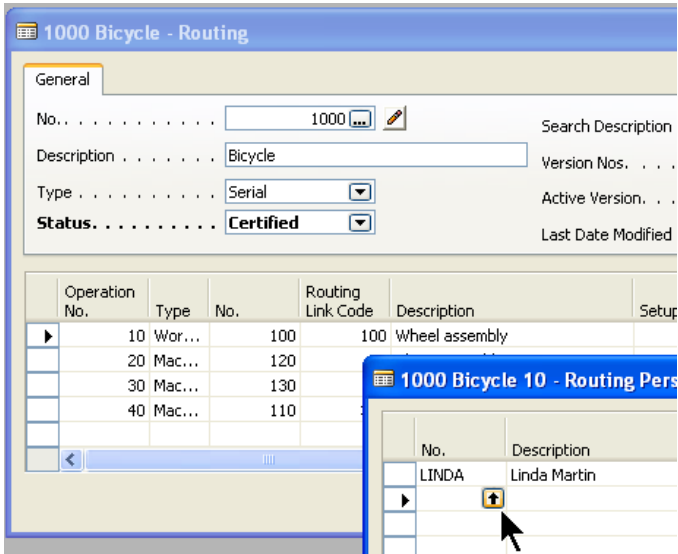 1000 Bicycle - Routing
General
No.. . . . . . . . . . . . 1000 ...
Search Description
Description . . . . . . . Bicycle
Version Nos. . . .
Type . . . . . . . . . . . Serial
Active Version. . .
Status. . . . . . . . . . Certified
Last Date Modified
Operation No. Type No. Routing Link Code Description Setup
10 Wor... 100 100 Wheel assembly
20 Mac... 120
30 Mac... 130
40 Mac... 110
1000 Bicycle 10 - Routing Pers
No. Description
LINDA Linda Martin